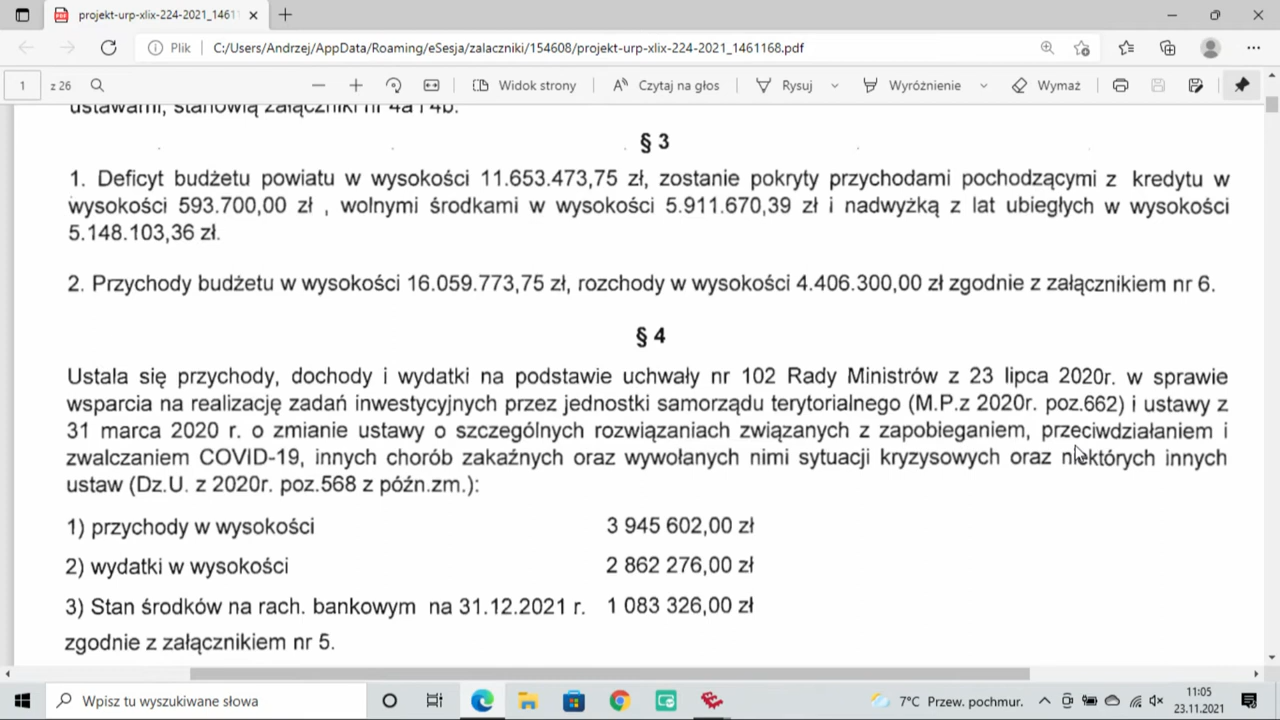 projekt-urp-xlix-224-2021_1461
Plik
C:/Users/Andrzej/AppData/Roaming/eSesja/zalaczniki/154608/projekt-urp-xlix-224-2021_1461168.pdf
1 z 26
Widok strony
Czytaj na głos
Rysuj
Wyróżnienie
Wymaż
ustawami, stanowią załączniki nr 4a i 4b.
§ 3
1. Deficyt budżetu powiatu w wysokości 11.653.473,75 zł, zostanie pokryty przychodami pochodzącymi z kredytu w
wysokości 593.700,00 zł , wolnymi środkami w wysokości 5.911.670,39 zł i nadwyżką z lat ubiegłych w wysokości
5.148.103,36 zł.
2. Przychody budżetu w wysokości 16.059.773,75 zł, rozchody w wysokości 4.406.300,00 zł zgodnie z załącznikiem nr 6.
§ 4
Ustala się przychody, dochody i wydatki na podstawie uchwały nr 102 Rady Ministrów z 23 lipca 2020r. w sprawie
wsparcia na realizację zadań inwestycyjnych przez jednostki samorządu terytorialnego (M.P.z 2020r. poz.662) i ustawy z
31 marca 2020 r. o zmianie ustawy o szczególnych rozwiązaniach związanych z zapobieganiem, przeciwdziałaniem i
zwalczaniem COVID-19, innych chorób zakaźnych oraz wywołanych nimi sytuacji kryzysowych oraz niektórych innych
ustaw (Dz.U. z 2020r. poz.568 z późn.zm.):
1) przychody w wysokości 3 945 602,00 zł
2) wydatki w wysokości 2 862 276,00 zł
3) Stan środków na rach. bankowym na 31.12.2021 r. 1 083 326,00 zł
zgodnie z załącznikiem nr 5.
Wpisz tu wyszukiwane słowa
7°C Przew. pochmur.
11:05
23.11.2021